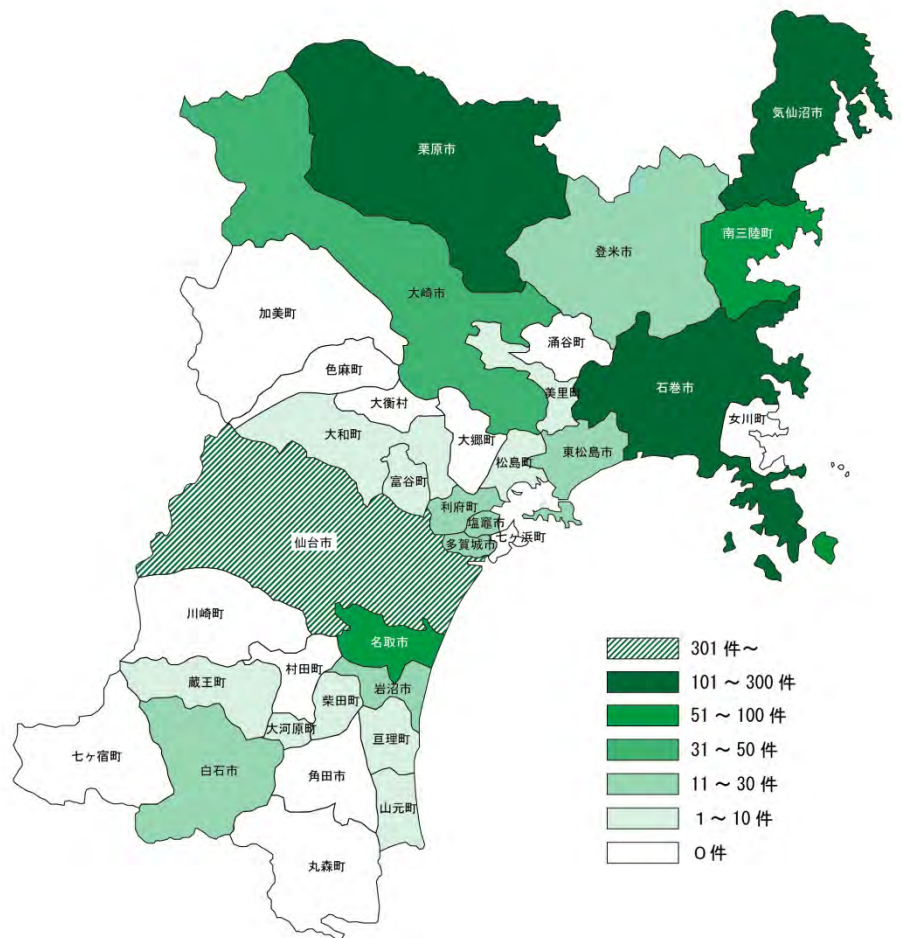 気仙沼市
栗原市
南三陸町
登米市
大崎市
加美町
涌谷町
色麻町
石巻市
美里町
大衡村
女川町
大和町
大郷町
松島町
東松島市
富谷町
利府町
塩竈市
七ヶ浜町
仙台市
多賀城市
川崎町
名取市
村田町
蔵王町
岩沼市
柴田町
大河原町
亘理町
七ヶ宿町
白石市
角田市
山元町
丸森町
301 件～
101 ～ 300 件
51 ～ 100 件
31 ～ 50 件
11 ～ 30 件
1 ～ 10 件
0 件